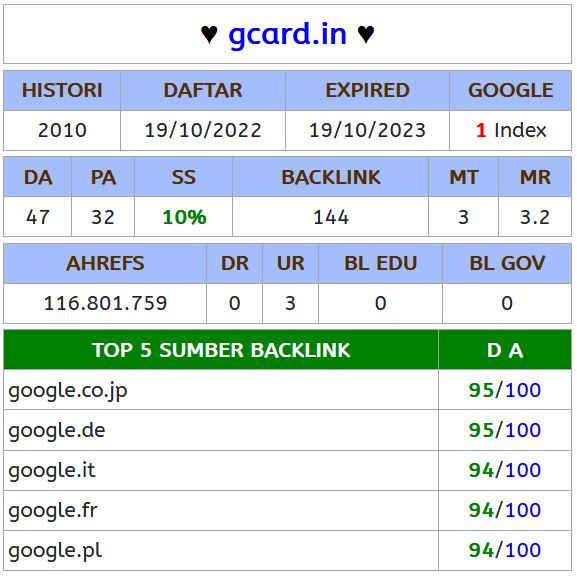 ♥ gcard.in ♥
HISTORI DAFTAR EXPIRED GOOGLE
2010 19/10/2022 19/10/2023 1 Index
DA PA SS BACKLINK MT MR
47 32 10% 144 3 3.2
AHREFS DR UR BL EDU BL GOV
116.801.759 0 3 0 0
TOP 5 SUMBER BACKLINK D A
google.co.jp 95/100
google.de 95/100
google.it 94/100
google.fr 94/100
google.pl 94/100